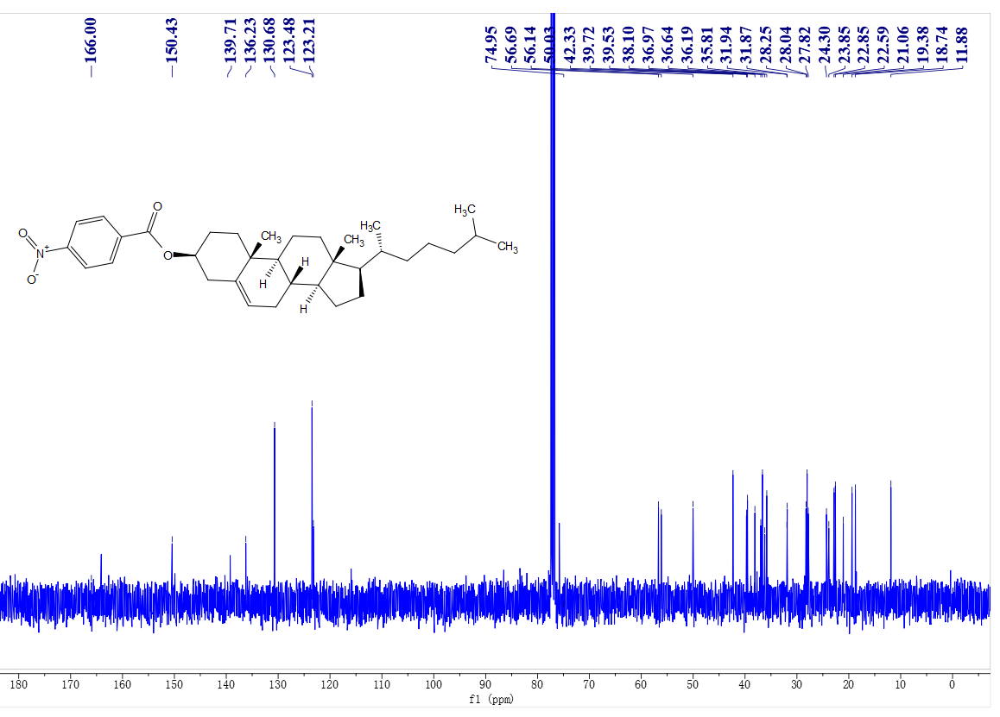 166.00
150.43
139.71
136.23
130.68
123.48
123.21
74.95
56.69
56.14
50.03
42.33
39.72
39.53
38.10
36.97
36.64
36.19
35.81
31.94
31.87
28.25
28.04
27.82
24.30
23.85
22.85
22.59
21.06
19.38
18.74
11.88
O
O
N+
O-
O
CH3
H
H
H
CH3
H3C
H3C
CH3
180 170 160 150 140 130 120 110 100 90 80 70 60 50 40 30 20 10 0
f1 (ppm)